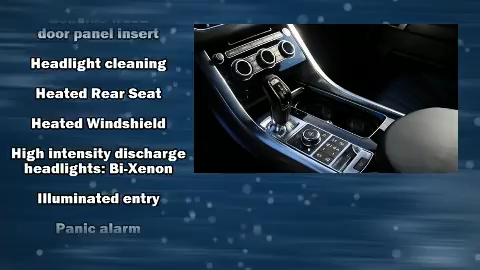 door panel insert
Headlight cleaning
Heated Rear Seat
Heated Windshield
High intensity discharge
headlights: Bi-Xenon
Illuminated entry
Panic alarm